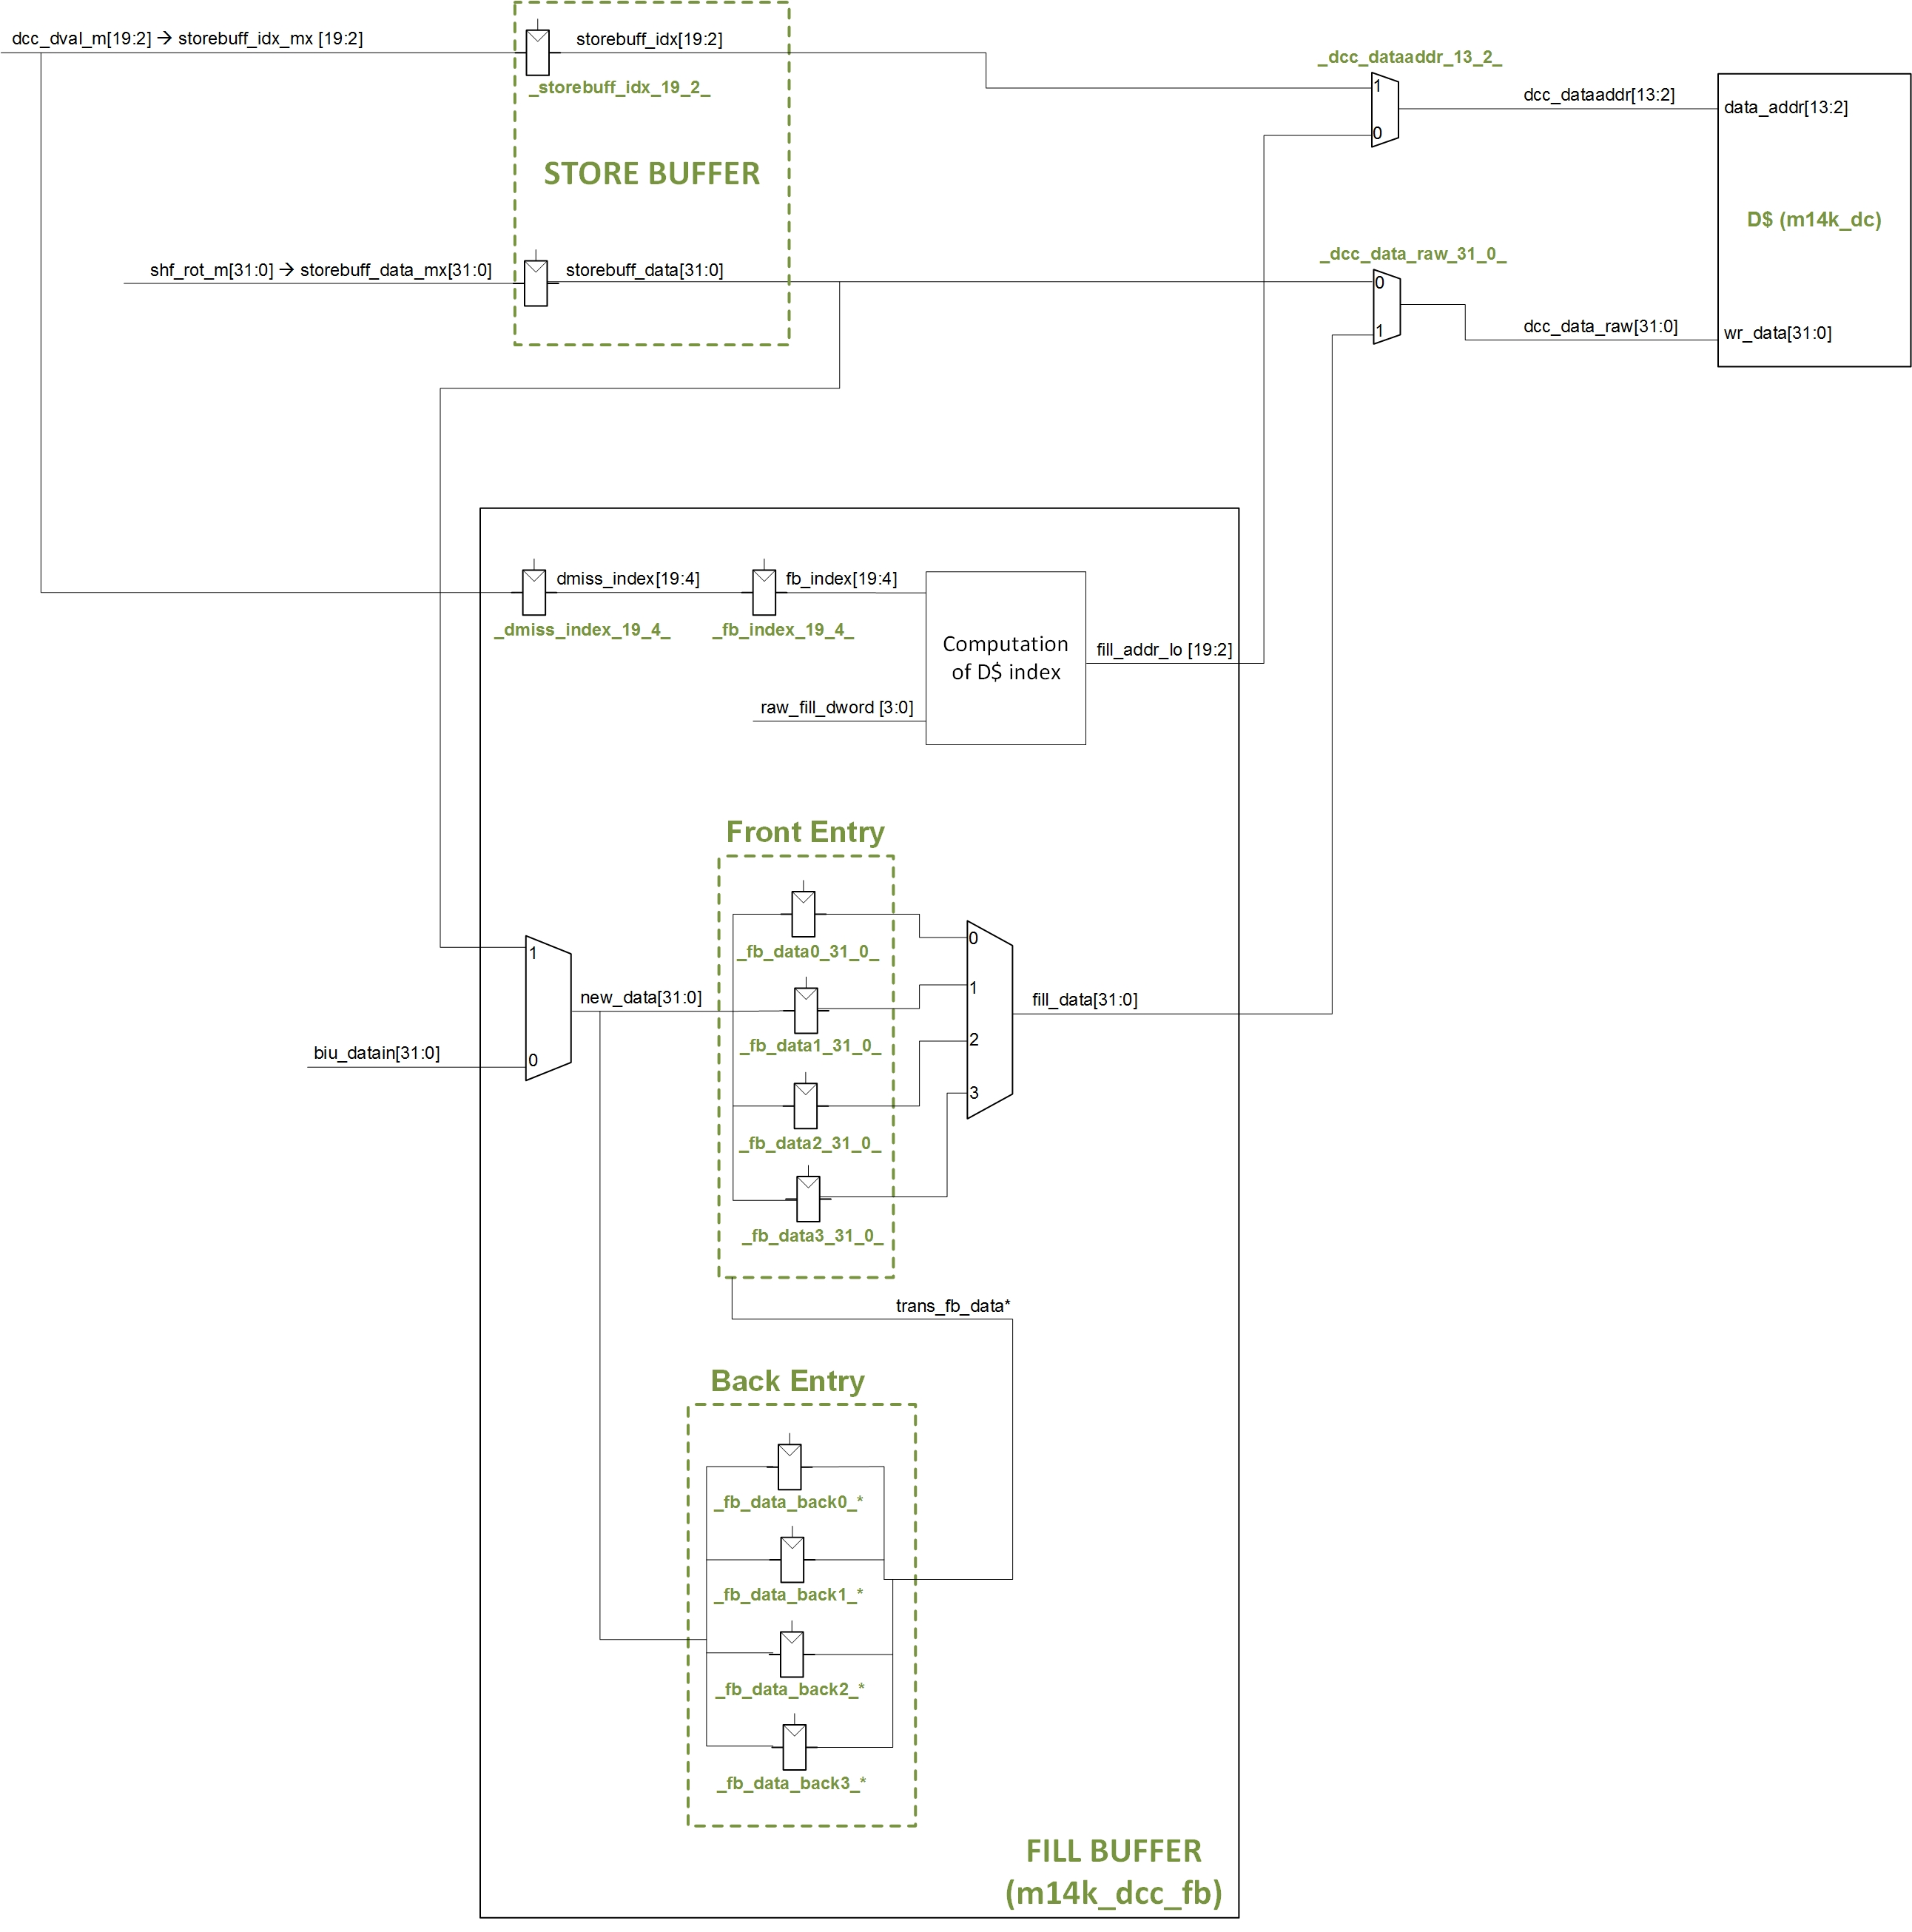 dcc_dval_m[19:2] → storebuff_idx_mx [19:2]
storebuff_idx[19:2]
_storebuff_idx_19_2_
STORE BUFFER
shf_rot_m[31:0] → storebuff_data_mx[31:0]
storebuff_data[31:0]
_dcc_dataaddr_13_2_
1
0
dcc_dataaddr[13:2]
data_addr[13:2]
D$ (m14k_dc)
_dcc_data_raw_31_0_
0
1
dcc_data_raw[31:0]
wr_data[31:0]
dmiss_index[19:4]
_dmiss_index_19_4_
fb_index[19:4]
_fb_index_19_4_
Computation
of D$ index
fill_addr_lo [19:2]
raw_fill_dword [3:0]
Front Entry
_fb_data0_31_0_
_fb_data1_31_0_
_fb_data2_31_0_
_fb_data3_31_0_
0
1
2
3
fill_data[31:0]
1
0
new_data[31:0]
biu_datain[31:0]
trans_fb_data*
Back Entry
_fb_data_back0_*
_fb_data_back1_*
_fb_data_back2_*
_fb_data_back3_*
FILL BUFFER
(m14k_dcc_fb)